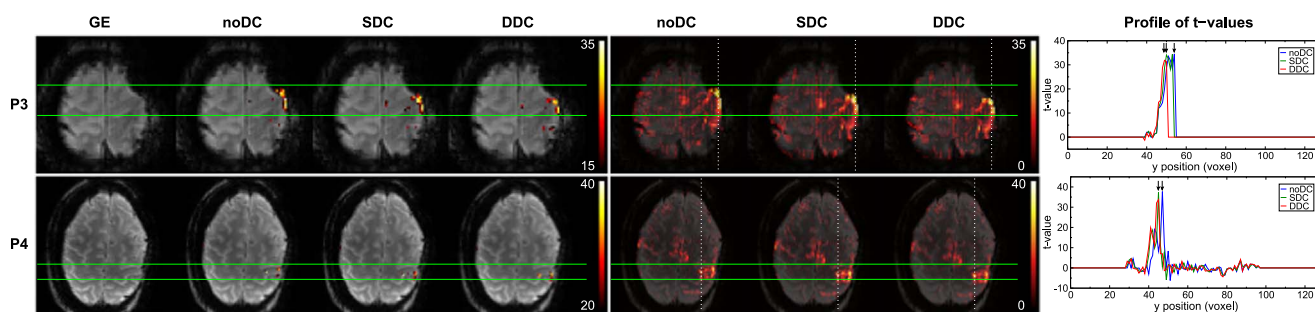 GE noDC SDC DDC noDC SDC DDC Profile of t−values
P3
35
15
35
0
t-value
40
30
20
10
0
noDC
SDC
DDC
0 20 40 60 80 100 120
y position (voxel)
P4
40
20
40
0
t-value
40
30
20
10
0
-10
noDC
SDC
DDC
0 20 40 60 80 100 120
y position (voxel)